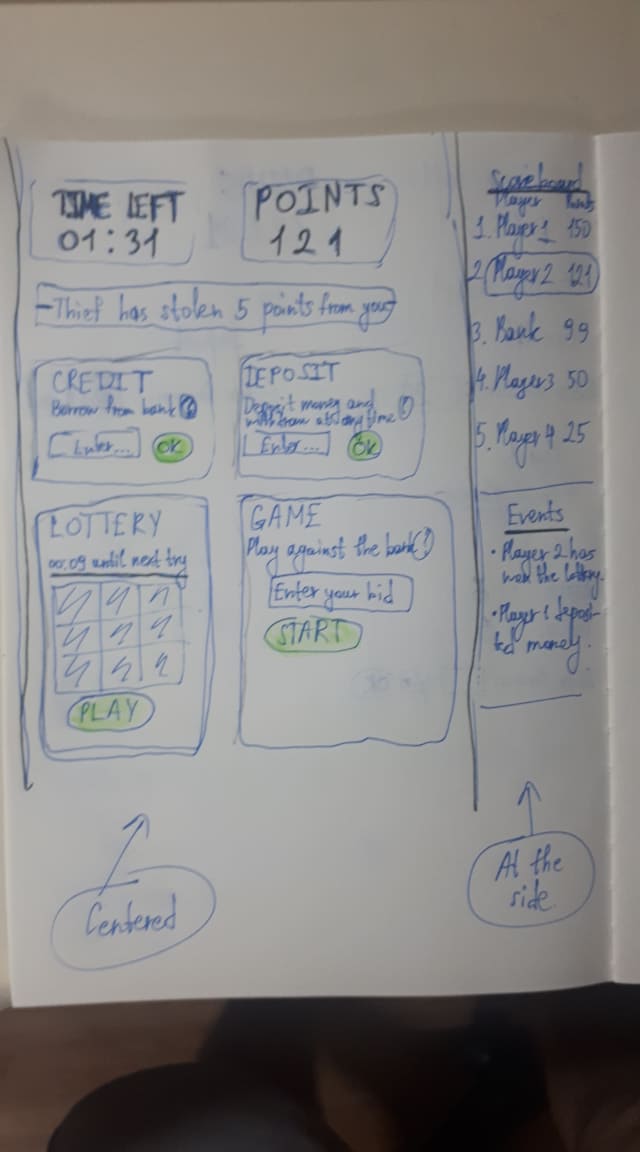 TIME LEFT
01:31
POINTS
121
Thief has stolen 5 points from you
CREDIT
Borrow from bank ?
Enter...
OK
DEPOSIT
Deposit money and
withdraw at any time ?
Enter...
OK
LOTTERY
00:09 until next try
PLAY
GAME
Play against the bank ?
Enter your bid
START
Scoreboard
Player Points
1. Player 1 150
2. Player 2 121
3. Bank 99
4. Player 3 50
5. Player 4 25
Events
• Player 2 has
won the lottery.
• Player 1 deposi-
ted money.
Centered
At the
side.